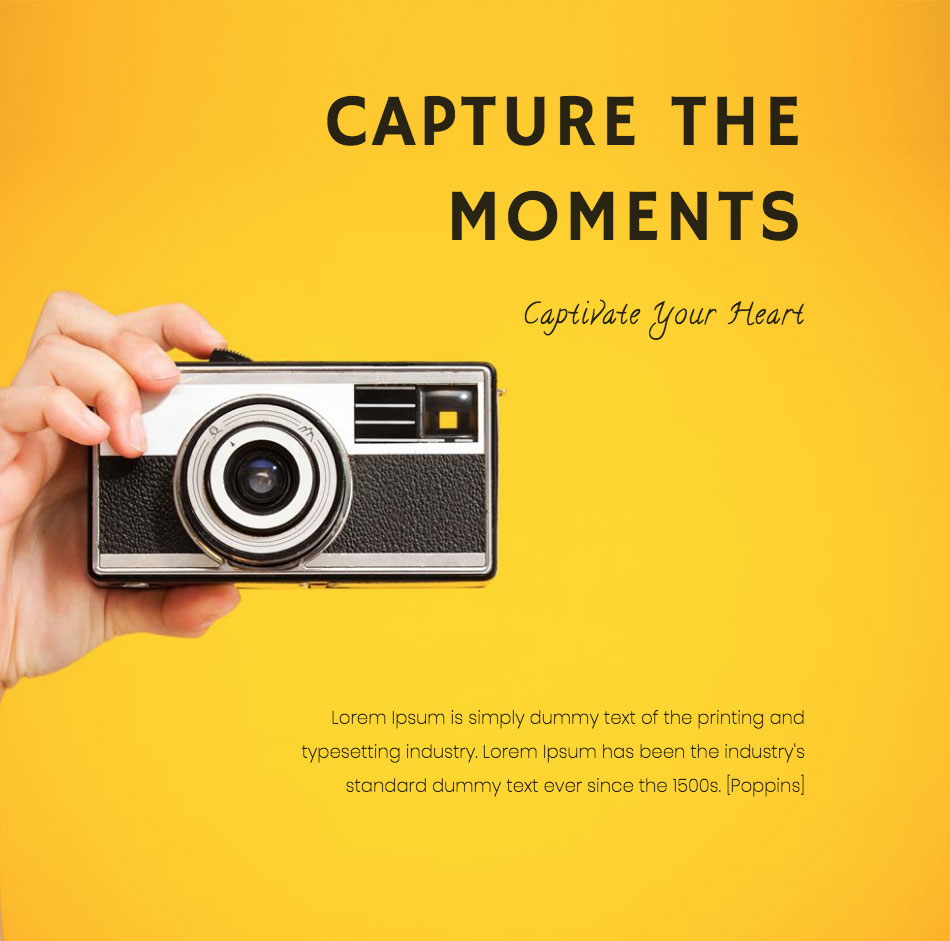 CAPTURE THE
MOMENTS
Captivate Your Heart
Lorem Ipsum is simply dummy text of the printing and
typesetting industry. Lorem Ipsum has been the industry's
standard dummy text ever since the 1500s. [Poppins]